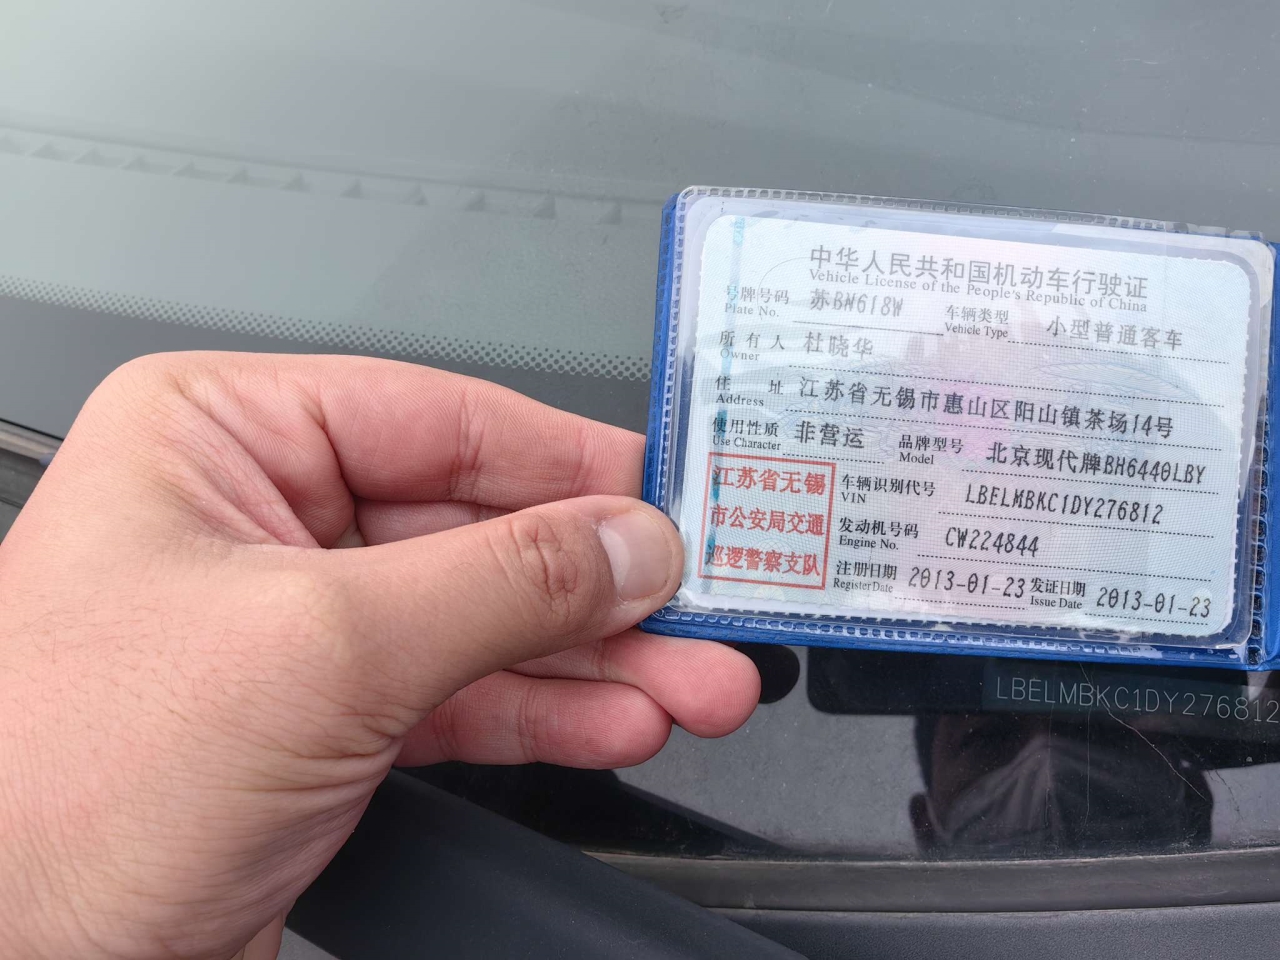 中华人民共和国机动车行驶证
Vehicle License of the People's Republic of China
号牌号码 苏BN618W 车辆类型 小型普通客车
Plate No. Vehicle Type
所有人 杜晓华
Owner
住址 江苏省无锡市惠山区阳山镇茶场14号
Address
使用性质 非营运 品牌型号 北京现代牌BH6440LBY
Use Character Model
江苏省无锡
市公安局交通
巡逻警察支队
车辆识别代号 LBELMBKC1DY276812
VIN
发动机号码 CW224844
Engine No.
注册日期 2013-01-23 发证日期 2013-01-23
Register Date Issue Date
LBELMBKC1DY276812